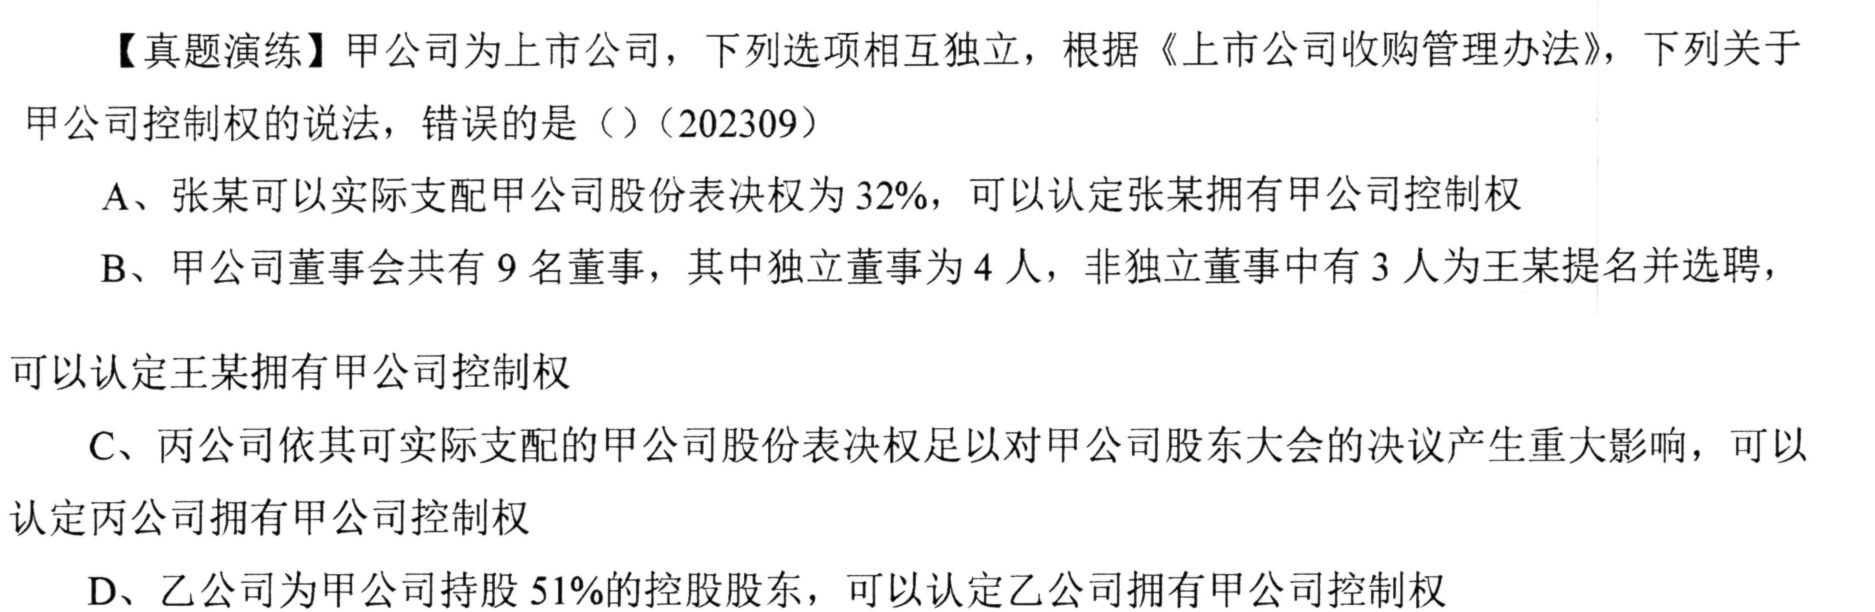 【真题演练】甲公司为上市公司，下列选项相互独立，根据《上市公司收购管理办法》，下列关于
甲公司控制权的说法，错误的是（）（202309）
A、张某可以实际支配甲公司股份表决权为 32%，可以认定张某拥有甲公司控制权
B、甲公司董事会共有 9 名董事，其中独立董事为 4 人，非独立董事中有 3 人为王某提名并选聘，
可以认定王某拥有甲公司控制权
C、丙公司依其可实际支配的甲公司股份表决权足以对甲公司股东大会的决议产生重大影响，可以
认定丙公司拥有甲公司控制权
D、乙公司为甲公司持股 51%的控股股东，可以认定乙公司拥有甲公司控制权